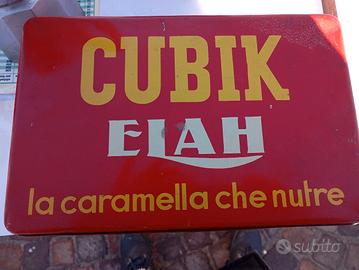 CUBIK
ELAH
la caramella che nutre
subito